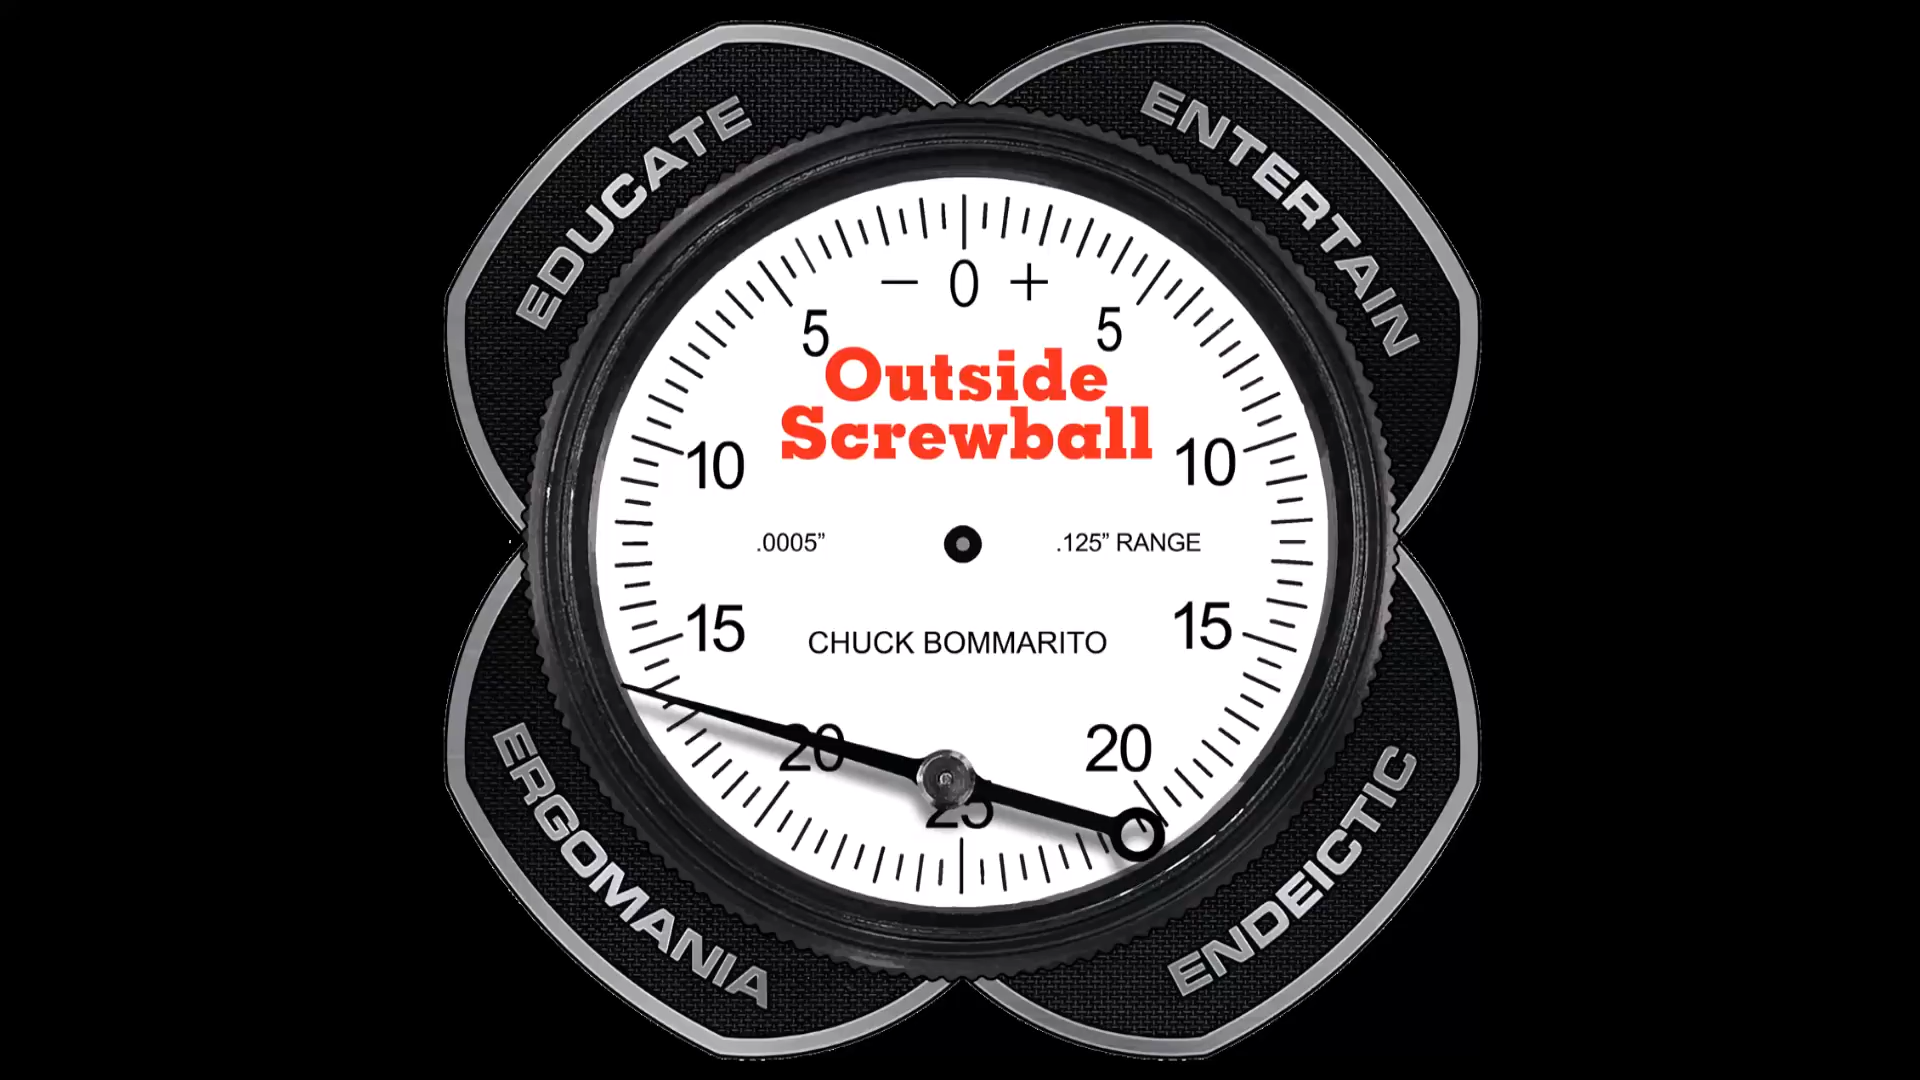 EDUCATE
ENTERTAIN
− 0 +
5 5
Outside
Screwball
10 10
.0005” .125” RANGE
15 CHUCK BOMMARITO 15
20 20
25
ERGOMANIA
ENDEICTIC